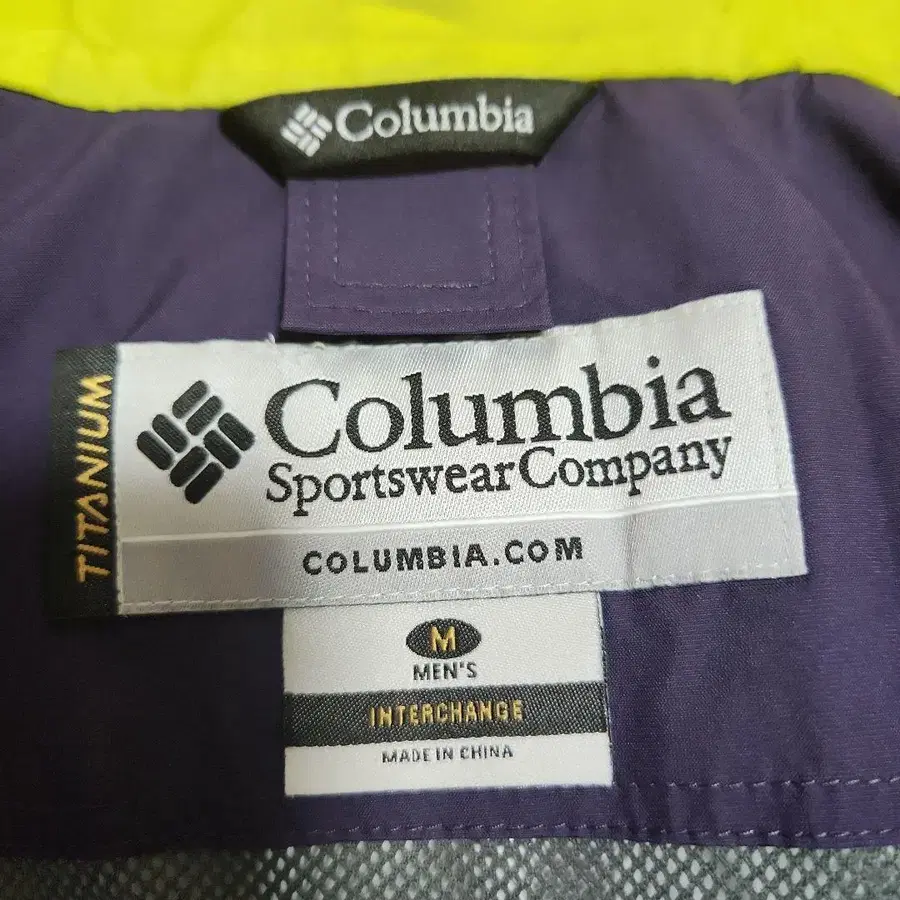 Columbia
TITANIUM
Columbia
Sportswear Company
COLUMBIA.COM
M
MEN'S
INTERCHANGE
MADE IN CHINA